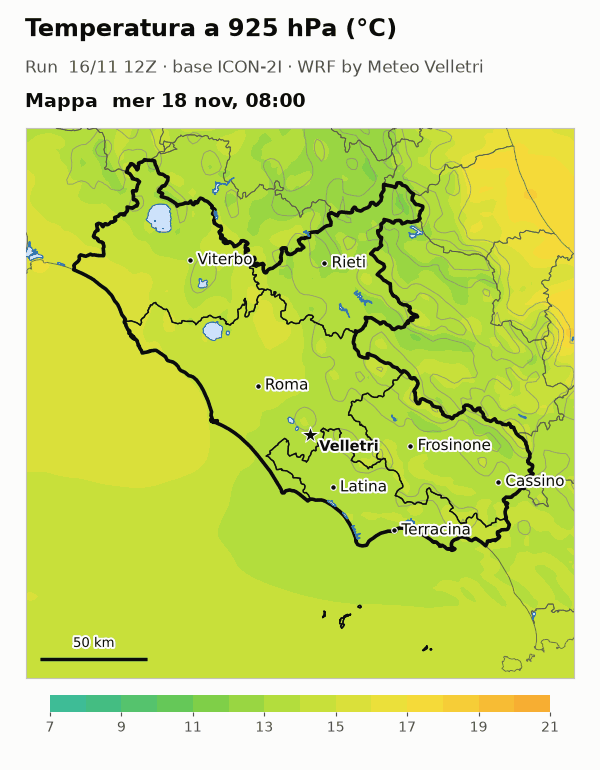 Temperatura a 925 hPa (°C)
Run  16/11 12Z · base ICON-2I · WRF by Meteo Velletri
Mappa  mer 18 nov, 08:00
Viterbo
Rieti
Roma
Velletri
Frosinone
Latina
Cassino
Terracina
50 km
7 9 11 13 15 17 19 21